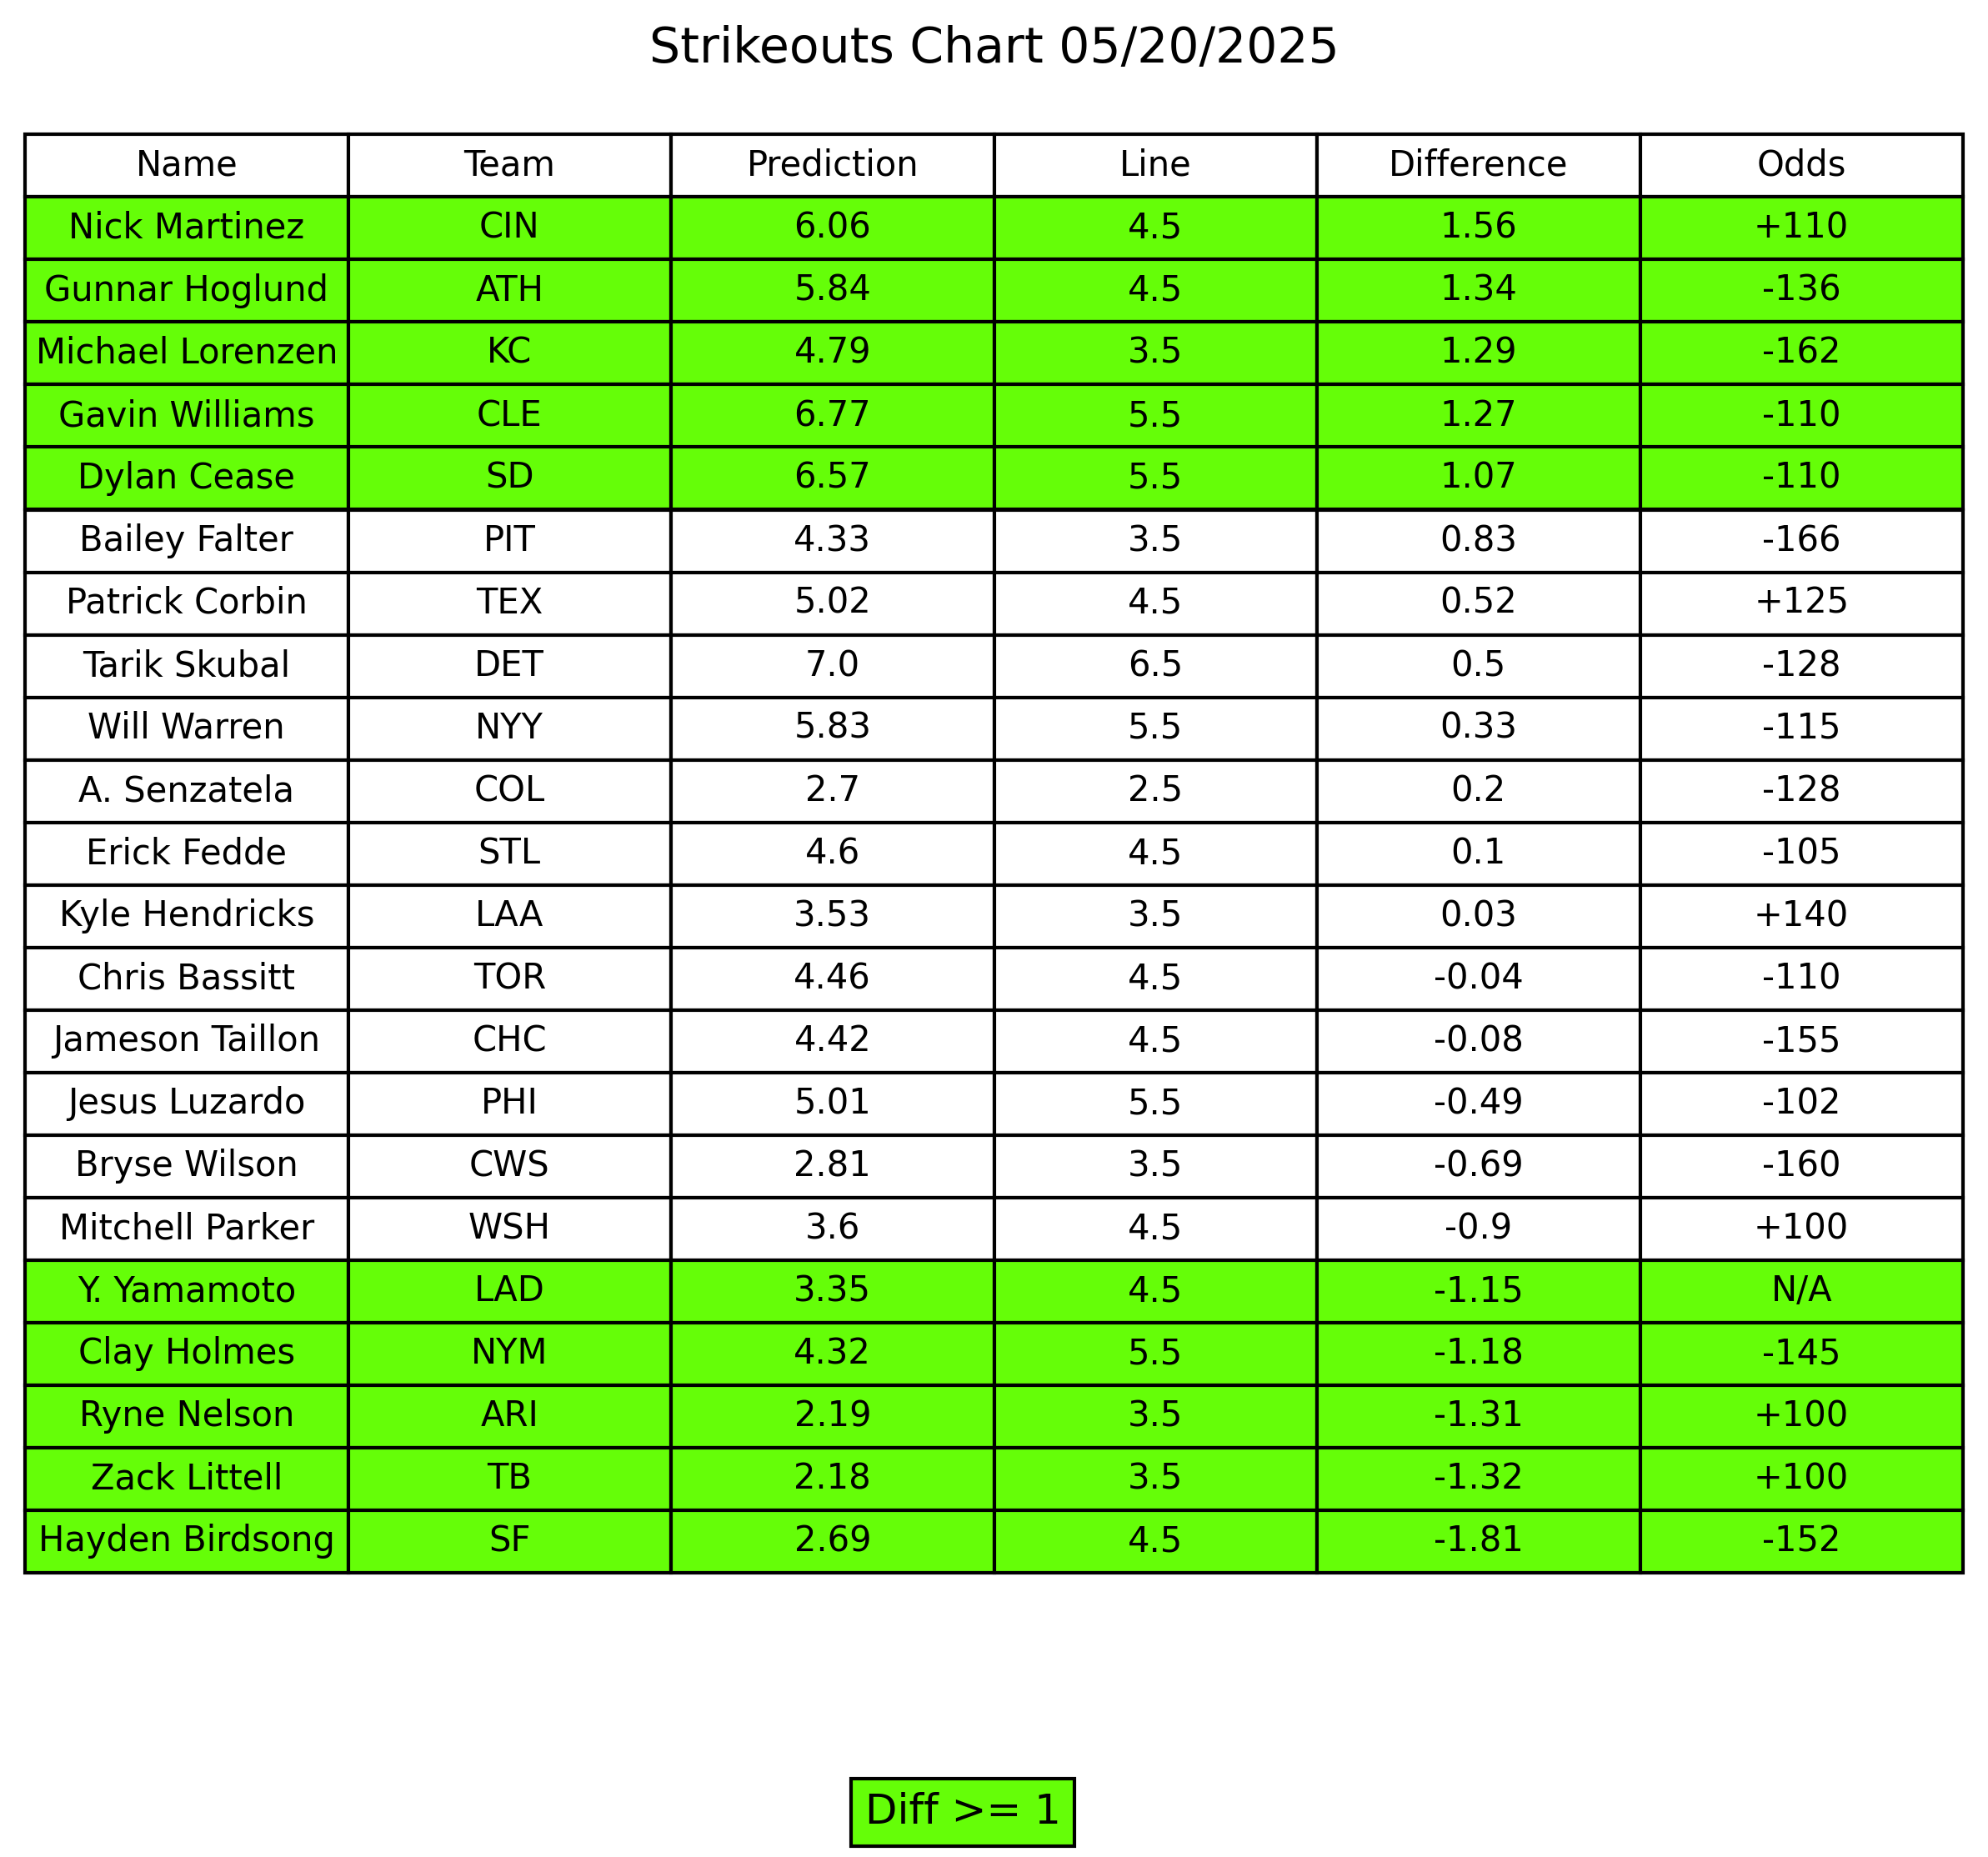 Strikeouts Chart 05/20/2025
Name Team Prediction Line Difference Odds
Nick Martinez CIN 6.06 4.5 1.56 +110
Gunnar Hoglund ATH 5.84 4.5 1.34 -136
Michael Lorenzen KC 4.79 3.5 1.29 -162
Gavin Williams CLE 6.77 5.5 1.27 -110
Dylan Cease SD 6.57 5.5 1.07 -110
Bailey Falter PIT 4.33 3.5 0.83 -166
Patrick Corbin TEX 5.02 4.5 0.52 +125
Tarik Skubal DET 7.0 6.5 0.5 -128
Will Warren NYY 5.83 5.5 0.33 -115
A. Senzatela COL 2.7 2.5 0.2 -128
Erick Fedde STL 4.6 4.5 0.1 -105
Kyle Hendricks LAA 3.53 3.5 0.03 +140
Chris Bassitt TOR 4.46 4.5 -0.04 -110
Jameson Taillon CHC 4.42 4.5 -0.08 -155
Jesus Luzardo PHI 5.01 5.5 -0.49 -102
Bryse Wilson CWS 2.81 3.5 -0.69 -160
Mitchell Parker WSH 3.6 4.5 -0.9 +100
Y. Yamamoto LAD 3.35 4.5 -1.15 N/A
Clay Holmes NYM 4.32 5.5 -1.18 -145
Ryne Nelson ARI 2.19 3.5 -1.31 +100
Zack Littell TB 2.18 3.5 -1.32 +100
Hayden Birdsong SF 2.69 4.5 -1.81 -152
Diff >= 1